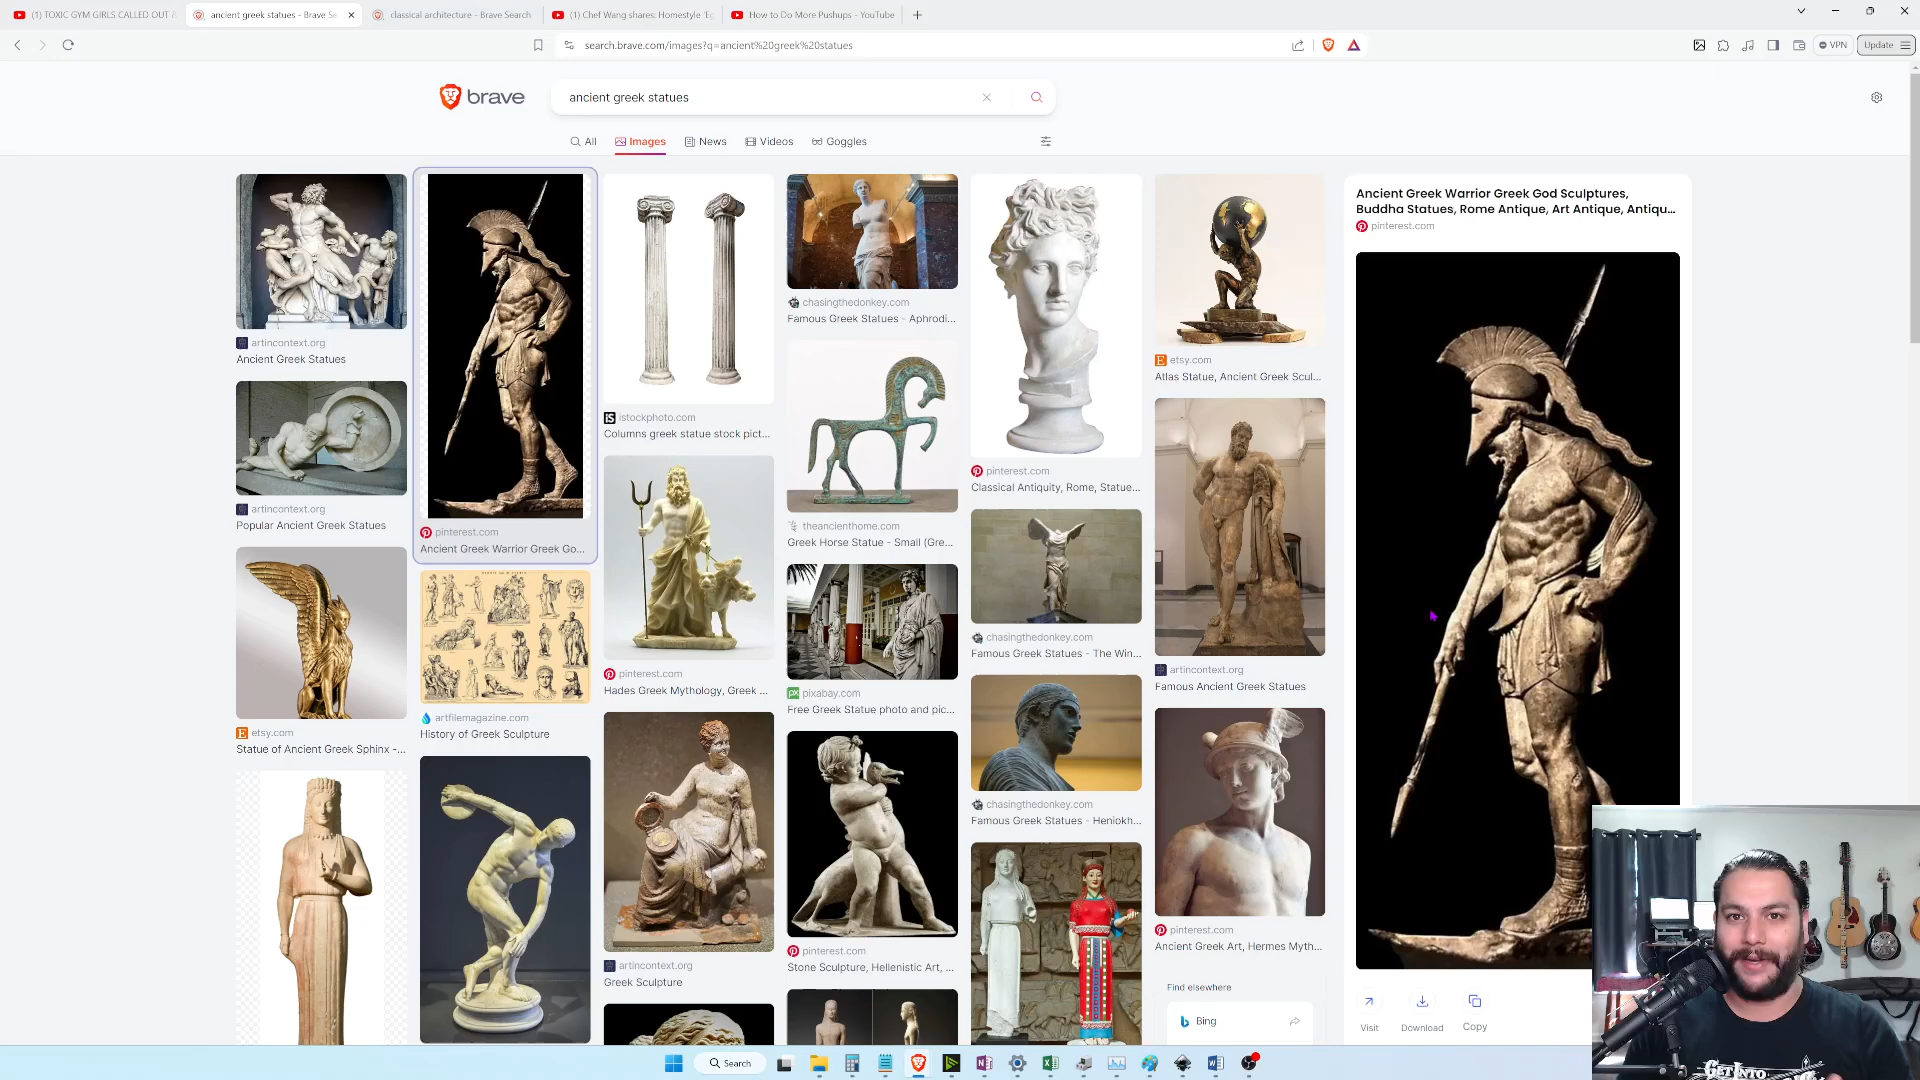 (1) TOXIC GYM GIRLS CALLED OUT
ancient greek statues - Brave Se
classical architecture - Brave Search
(1) Chef Wang shares: Homestyle
How to Do More Pushups - YouTube
search.brave.com/images?q=ancient%20greek%20statues
VPN
Update
brave
ancient greek statues
All
Images
News
Videos
Goggles
artincontext.org
Ancient Greek Statues
artincontext.org
Popular Ancient Greek Statues
etsy.com
Statue of Ancient Greek Sphinx -...
pinterest.com
Ancient Greek Warrior Greek Go...
artfilemagazine.com
History of Greek Sculpture
istockphoto.com
Columns greek statue stock pict...
pinterest.com
Hades Greek Mythology, Greek ...
artincontext.org
Greek Sculpture
chasingthedonkey.com
Famous Greek Statues - Aphrodi...
theancienthome.com
Greek Horse Statue - Small (Gre...
pixabay.com
Free Greek Statue photo and pic...
pinterest.com
Stone Sculpture, Hellenistic Art, ...
pinterest.com
Classical Antiquity, Rome, Statue...
chasingthedonkey.com
Famous Greek Statues - The Win...
chasingthedonkey.com
Famous Greek Statues - Heniokh...
etsy.com
Atlas Statue, Ancient Greek Scul...
artincontext.org
Famous Ancient Greek Statues
pinterest.com
Ancient Greek Art, Hermes Myth...
Find elsewhere
Bing
Ancient Greek Warrior Greek God Sculptures,
Buddha Statues, Rome Antique, Art Antique, Antiqu...
pinterest.com
Visit
Download
Copy
GET INTO
Search